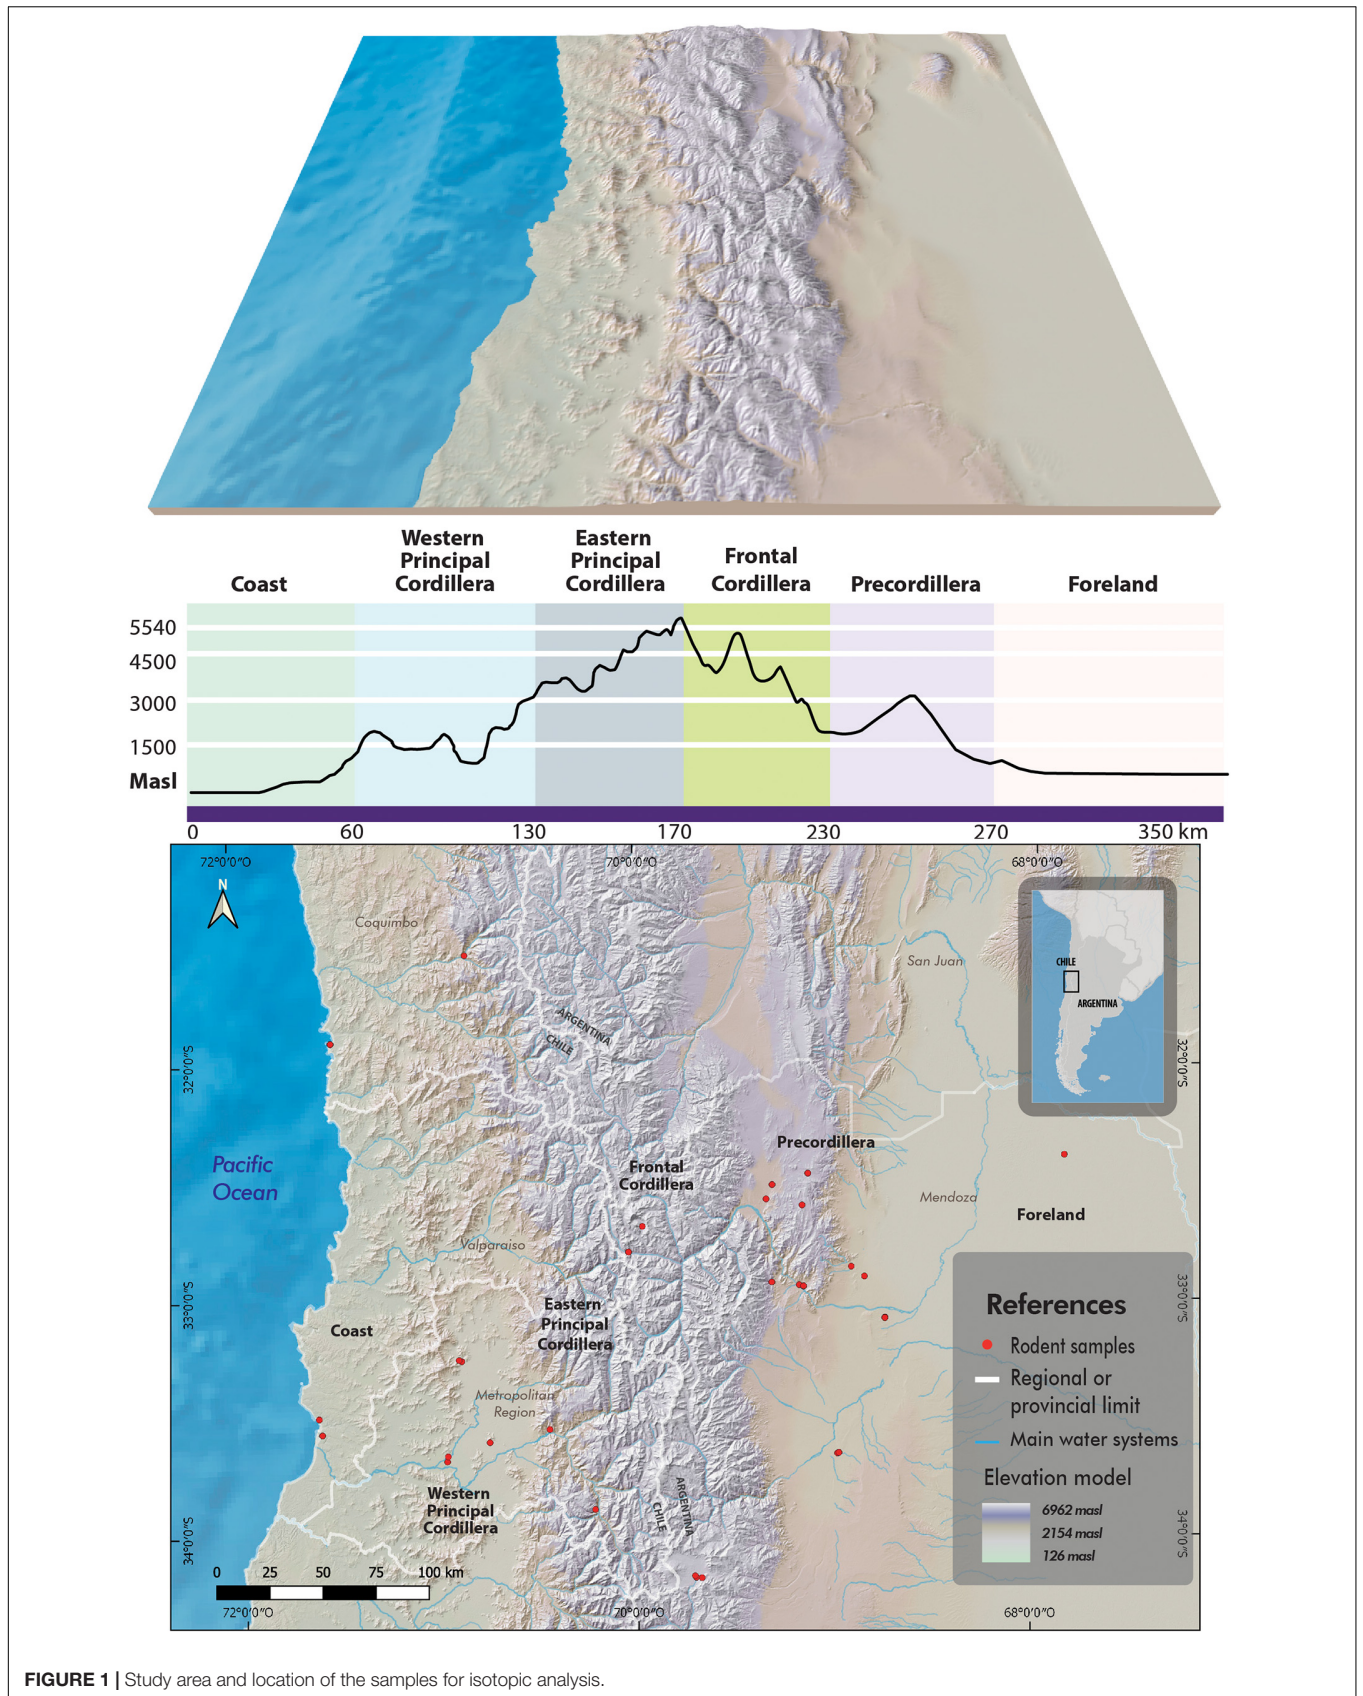 Western
Principal
Cordillera
Eastern
Principal
Cordillera
Frontal
Cordillera
Coast
Precordillera
Foreland
5540
4500
3000
1500
Masl
0 60 130 170 230 270 350 km
72°0'0"O 70°0'0"O 68°0'0"O
N
Coquimbo
San Juan
CHILE
ARGENTINA
ARGENTINA
CHILE
32°0'0"S
32°0'0"S
Precordillera
Pacific
Ocean
Frontal
Cordillera
Mendoza
Foreland
Valparaiso
33°0'0"S
33°0'0"S
Coast
Eastern
Principal
Cordillera
References
Rodent samples
Regional or
provincial limit
Main water systems
Elevation model
6962 masl
2154 masl
126 masl
Metropolitan
Region
Western
Principal
Cordillera
ARGENTINA
CHILE
34°0'0"S
34°0'0"S
0 25 50 75 100 km
72°0'0"O 70°0'0"O 68°0'0"O
FIGURE 1 | Study area and location of the samples for isotopic analysis.